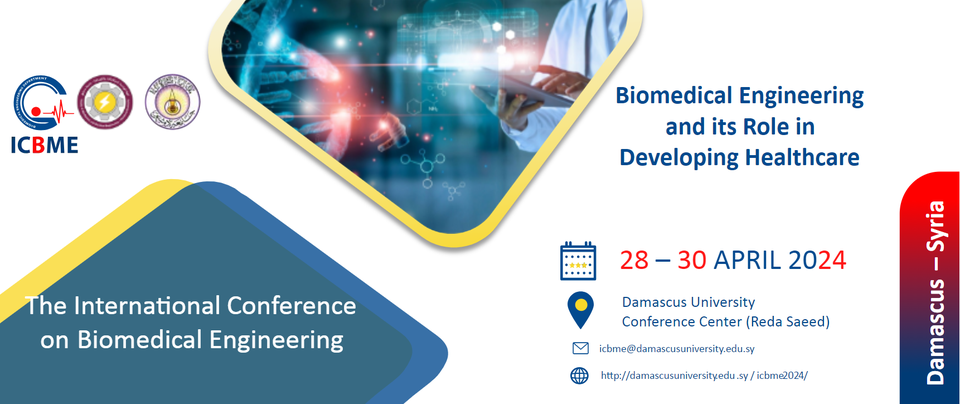 ICBME
Biomedical Engineering
and its Role in
Developing Healthcare
The International Conference
on Biomedical Engineering
28 – 30 APRIL 2024
Damascus University
Conference Center (Reda Saeed)
icbme@damascusuniversity.edu.sy
http://damascusuniversity.edu.sy / icbme2024/
Damascus – Syria